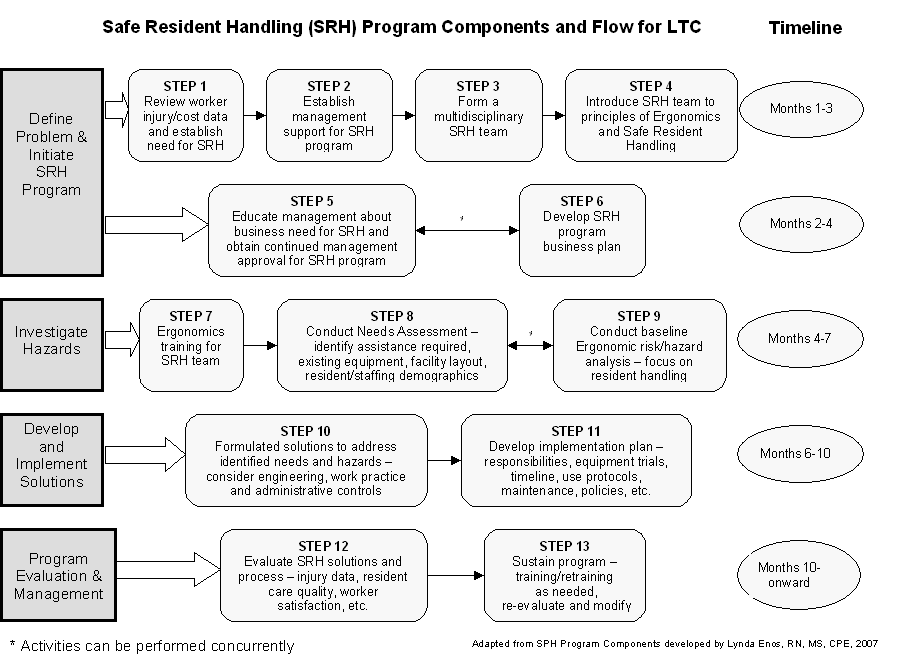 Safe Resident Handling (SRH) Program Components and Flow for LTC
Timeline
Define
Problem &
Initiate
SRH
Program
STEP 1
Review worker
injury/cost data
and establish
need for SRH
STEP 2
Establish
management
support for SRH
program
STEP 3
Form a
multidisciplinary
SRH team
STEP 4
Introduce SRH team to
principles of Ergonomics
and Safe Resident
Handling
Months 1-3
STEP 5
Educate management about
business need for SRH and
obtain continued management
approval for SRH program
*
STEP 6
Develop SRH
program
business plan
Months 2-4
Investigate
Hazards
STEP 7
Ergonomics
training for
SRH team
STEP 8
Conduct Needs Assessment –
identify assistance required,
existing equipment, facility layout,
resident/staffing demographics
*
STEP 9
Conduct baseline
Ergonomic risk/hazard
analysis – focus on
resident handling
Months 4-7
Develop
and
Implement
Solutions
STEP 10
Formulated solutions to address
identified needs and hazards –
consider engineering, work practice
and administrative controls
STEP 11
Develop implementation plan –
responsibilities, equipment trials,
timeline, use protocols,
maintenance, policies, etc.
Months 6-10
Program
Evaluation &
Management
STEP 12
Evaluate SRH solutions and
process – injury data, resident
care quality, worker
satisfaction, etc.
STEP 13
Sustain program –
training/retraining
as needed,
re-evaluate and modify
Months 10-
onward
* Activities can be performed concurrently
Adapted from SPH Program Components developed by Lynda Enos, RN, MS, CPE, 2007